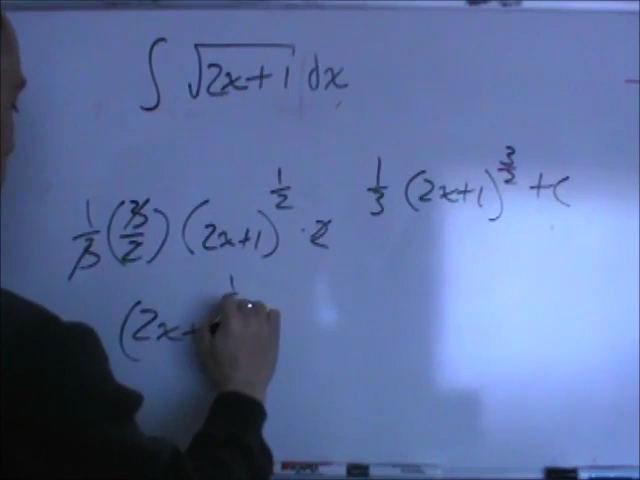 ∫ √(2x+1) dx
1/3 (2x+1)^(3/2) + C
1/3 (3/2) (2x+1)^(1/2) · 2
(2x+